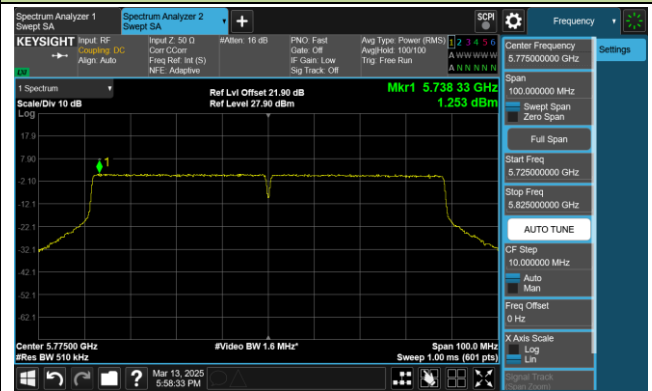 Spectrum Analyzer 1
Swept SA
Spectrum Analyzer 2
Swept SA
SCPI
Frequency
KEYSIGHT
Input: RF
Coupling: DC
Align: Auto
Input Z: 50 Ω
Corr CCorr
Freq Ref: Int (S)
NFE: Adaptive
#Atten: 16 dB
PNO: Fast
Gate: Off
IF Gain: Low
Sig Track: Off
Avg Type: Power (RMS)
Avg|Hold: 100/100
Trig: Free Run
1 2 3 4 5 6
A W W W W W
A N N N N N
LXI
1 Spectrum
Scale/Div 10 dB
Log
Ref Lvl Offset 21.90 dB
Ref Level 27.90 dBm
Mkr1 5.738 33 GHz
1.253 dBm
17.9
7.90
-2.10
-12.1
-22.1
-32.1
-42.1
-52.1
-62.1
1
Center 5.77500 GHz
#Res BW 510 kHz
#Video BW 1.6 MHz*
Span 100.0 MHz
Sweep 1.00 ms (601 pts)
Mar 13, 2025
5:58:33 PM
Center Frequency
5.775000000 GHz
Settings
Span
100.000000 MHz
Swept Span
Zero Span
Full Span
Start Freq
5.725000000 GHz
Stop Freq
5.825000000 GHz
AUTO TUNE
CF Step
10.000000 MHz
Auto
Man
Freq Offset
0 Hz
X Axis Scale
Log
Lin
Signal Track
(Span Zoom)